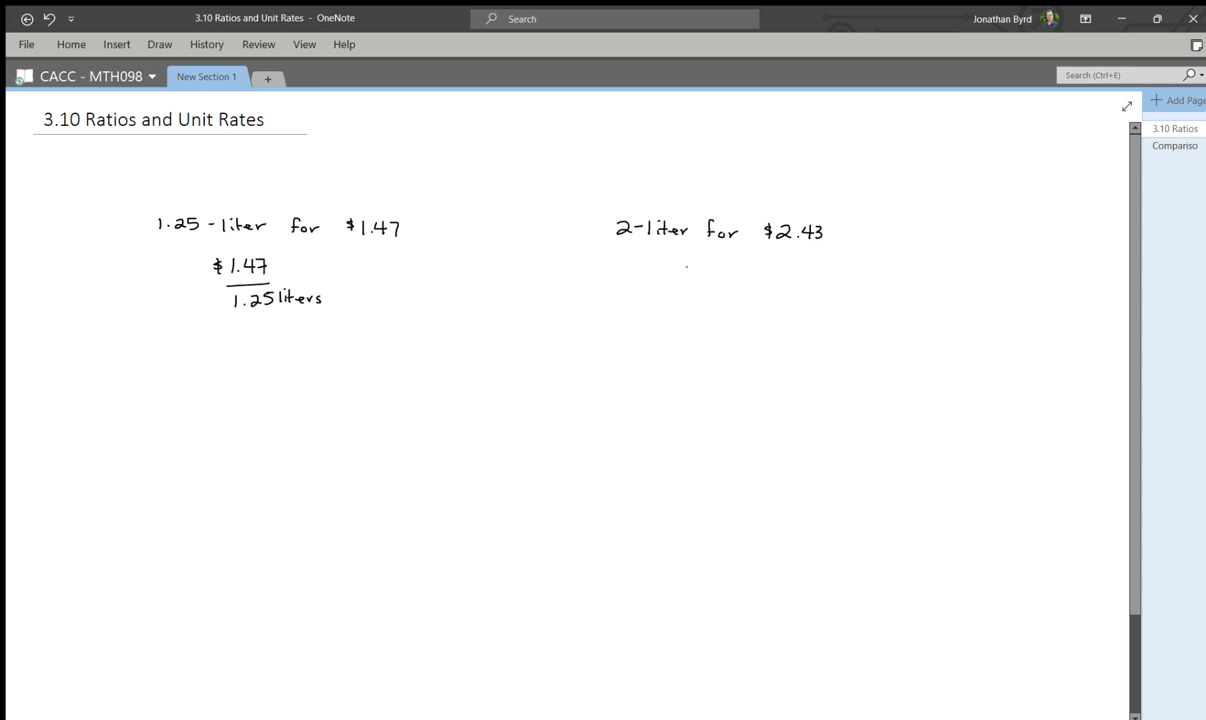 3.10 Ratios and Unit Rates - OneNote
Search
Jonathan Byrd
File Home Insert Draw History Review View Help
CACC - MTH098
New Section 1
+
Search (Ctrl+E)
3.10 Ratios and Unit Rates
+ Add Page
3.10 Ratios
Compariso
1.25 - liter for $1.47
$1.47
1.25 liters
2-liter for $2.43